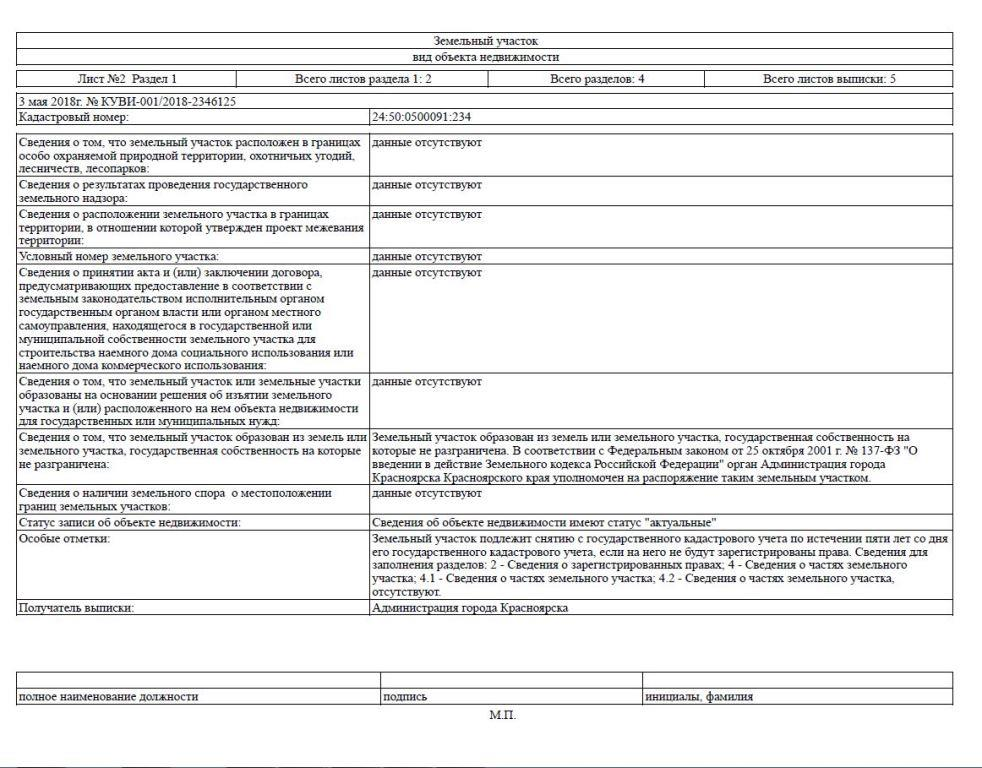 Земельный участок
вид объекта недвижимости
Лист №2 Раздел 1 Всего листов раздела 1: 2 Всего разделов: 4 Всего листов выписки: 5
3 мая 2018г. № КУВИ-001/2018-2346125
Кадастровый номер: 24:50:0500091:234
Сведения о том, что земельный участок расположен в границах данные отсутствуют
особо охраняемой природной территории, охотничьих угодий,
лесничеств, лесопарков:
Сведения о результатах проведения государственного данные отсутствуют
земельного надзора:
Сведения о расположении земельного участка в границах данные отсутствуют
территории, в отношении которой утвержден проект межевания
территории:
Условный номер земельного участка: данные отсутствуют
Сведения о принятии акта и (или) заключении договора, данные отсутствуют
предусматривающих предоставление в соответствии с
земельным законодательством исполнительным органом
государственным органом власти или органом местного
самоуправления, находящегося в государственной или
муниципальной собственности земельного участка для
строительства наемного дома социального использования или
наемного дома коммерческого использования:
Сведения о том, что земельный участок или земельные участки данные отсутствуют
образованы на основании решения об изъятии земельного
участка и (или) расположенного на нем объекта недвижимости
для государственных или муниципальных нужд:
Сведения о том, что земельный участок образован из земель или Земельный участок образован из земель или земельного участка, государственная собственность на
земельного участка, государственная собственность на которые которые не разграничена. В соответствии с Федеральным законом от 25 октября 2001 г. № 137-ФЗ "О
не разграничена: введении в действие Земельного кодекса Российской Федерации" орган Администрация города
Красноярска Красноярского края уполномочен на распоряжение таким земельным участком.
Сведения о наличии земельного спора о местоположении данные отсутствуют
границ земельных участков:
Статус записи об объекте недвижимости: Сведения об объекте недвижимости имеют статус "актуальные"
Особые отметки: Земельный участок подлежит снятию с государственного кадастрового учета по истечении пяти лет со дня
его государственного кадастрового учета, если на него не будут зарегистрированы права. Сведения для
заполнения разделов: 2 - Сведения о зарегистрированных правах; 4 - Сведения о частях земельного
участка; 4.1 - Сведения о частях земельного участка; 4.2 - Сведения о частях земельного участка,
отсутствуют.
Получатель выписки: Администрация города Красноярска
полное наименование должности подпись инициалы, фамилия
М.П.